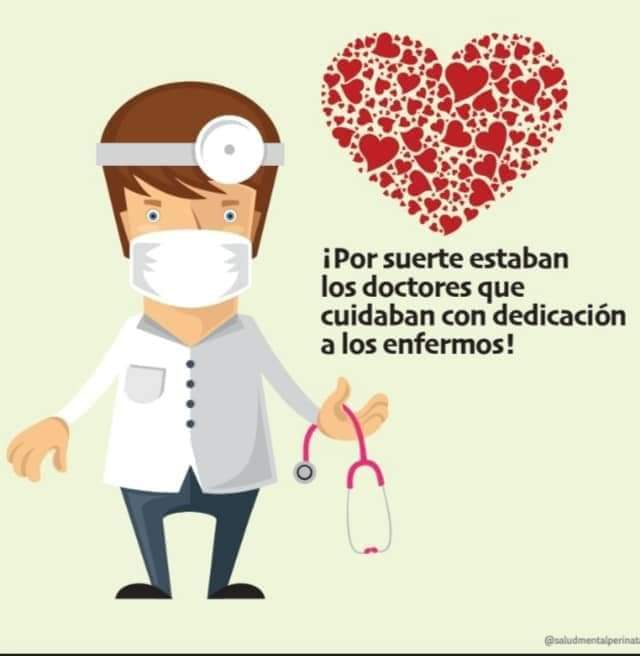 ¡Por suerte estaban
los doctores que
cuidaban con dedicación
a los enfermos!